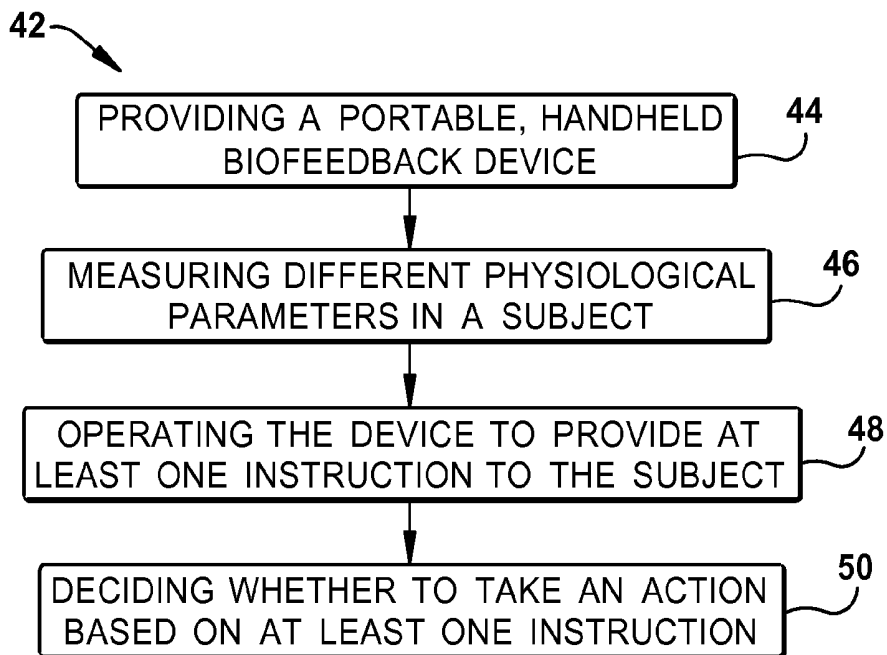 42
PROVIDING A PORTABLE, HANDHELD
BIOFEEDBACK DEVICE
44
MEASURING DIFFERENT PHYSIOLOGICAL
PARAMETERS IN A SUBJECT
46
OPERATING THE DEVICE TO PROVIDE AT
LEAST ONE INSTRUCTION TO THE SUBJECT
48
DECIDING WHETHER TO TAKE AN ACTION
BASED ON AT LEAST ONE INSTRUCTION
50